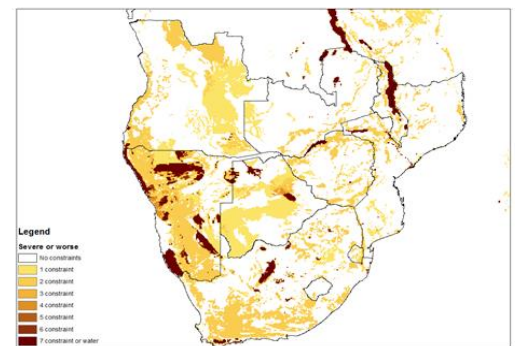 Legend
Severe or worse
No constraints
1 constraint
2 constraint
3 constraint
4 constraint
5 constraint
6 constraint
7 constraint or water